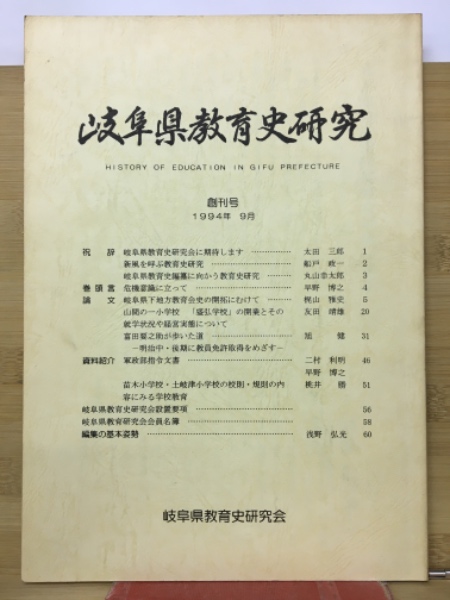 岐阜県教育史研究
HISTORY OF EDUCATION IN GIFU PREFECTURE
創刊号
1994年 9月
祝辞 岐阜県教育史研究会に期待します ………… 太田 三郎 1
新風を呼ぶ教育史研究 ………… 船戸 政一 2
岐阜県教育史編纂に向かう教育史研究 ………… 丸山幸太郎 3
巻頭言 危機意識に立って ………… 早野 博之 4
論文 岐阜県下地方教育会史の開拓にむけて ………… 梶山 雅史 5
山間の一小学校 「盛弘学校」の開業とその 友田 靖雄 20
就学状況や経営実態について
富田要之助が歩いた道 ………… 旭 健 31
―明治中・後期に教員免許取得をめざす―
資料紹介 軍政部指令文書 ………… 二村 利明 46
早野 博之
苗木小学校・土岐津小学校の校則・規則の内 桃井 勝 51
容にみる学校教育
岐阜県教育史研究会設置要項 ………… 56
岐阜県教育史研究会会員名簿 ………… 58
編集の基本姿勢 ………… 浅野 弘光 60
岐阜県教育史研究会